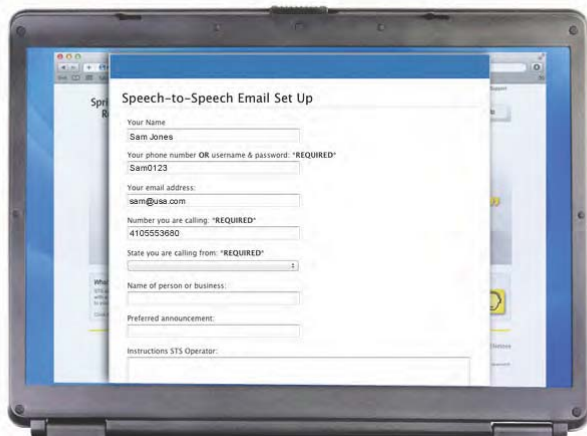 Support
Speech-to-Speech Email Set Up
Your Name
Sam Jones
Your phone number OR username & password: *REQUIRED*
Sam0123
Your email address:
sam@usa.com
Number you are calling: *REQUIRED*
4105553680
State you are calling from: *REQUIRED*
Name of person or business:
Preferred announcement:
Instructions STS Operator: